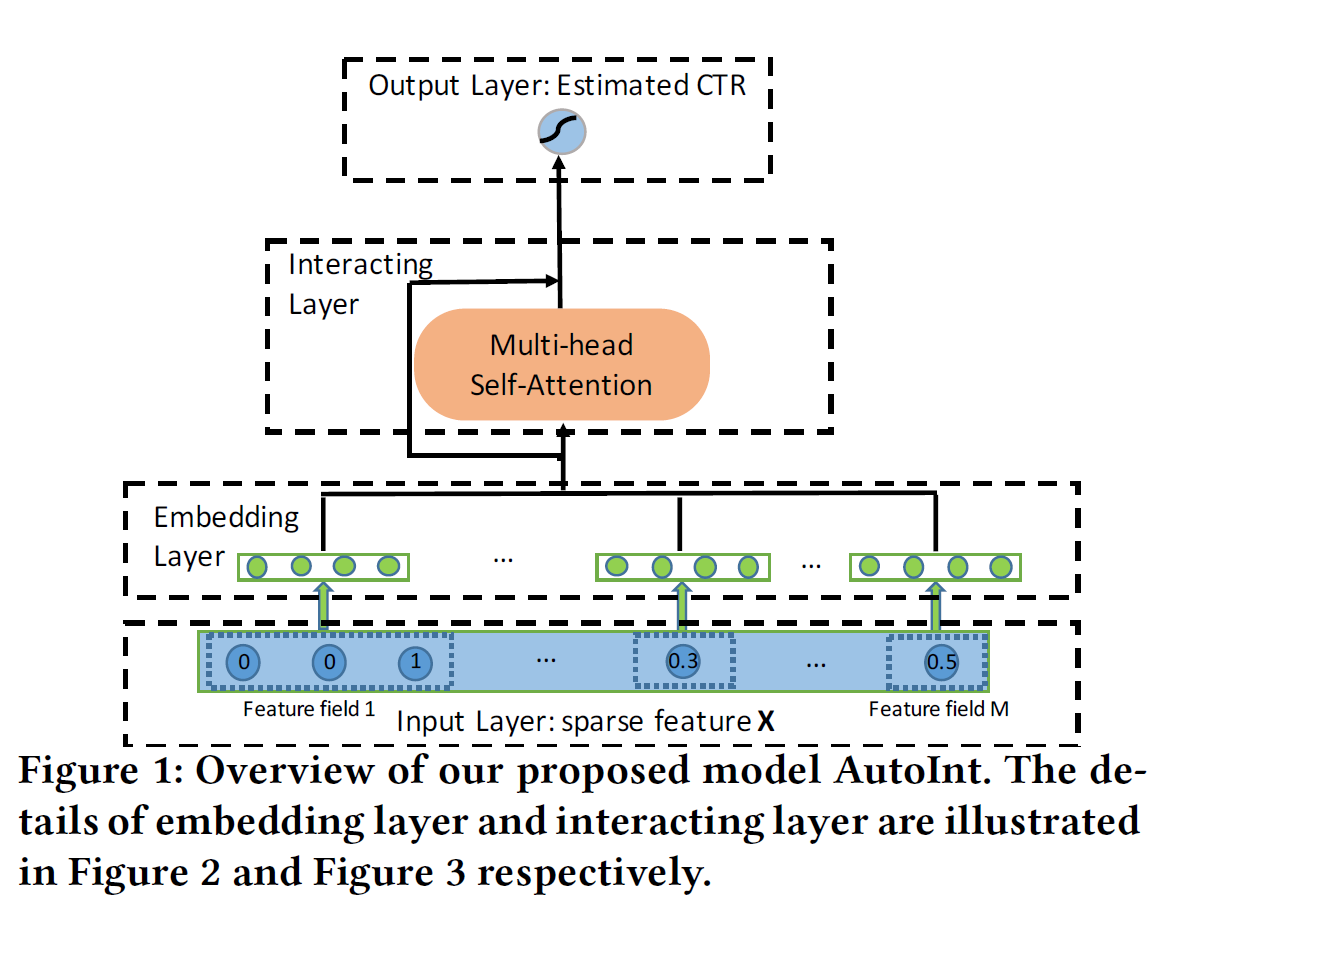 Output Layer: Estimated CTR
Interacting
Layer
Multi-head
Self-Attention
Embedding
Layer
...
...
0 0 1 ... 0.3 ... 0.5
Feature field 1
Feature field M
Input Layer: sparse feature X
Figure 1: Overview of our proposed model AutoInt. The de-
tails of embedding layer and interacting layer are illustrated
in Figure 2 and Figure 3 respectively.